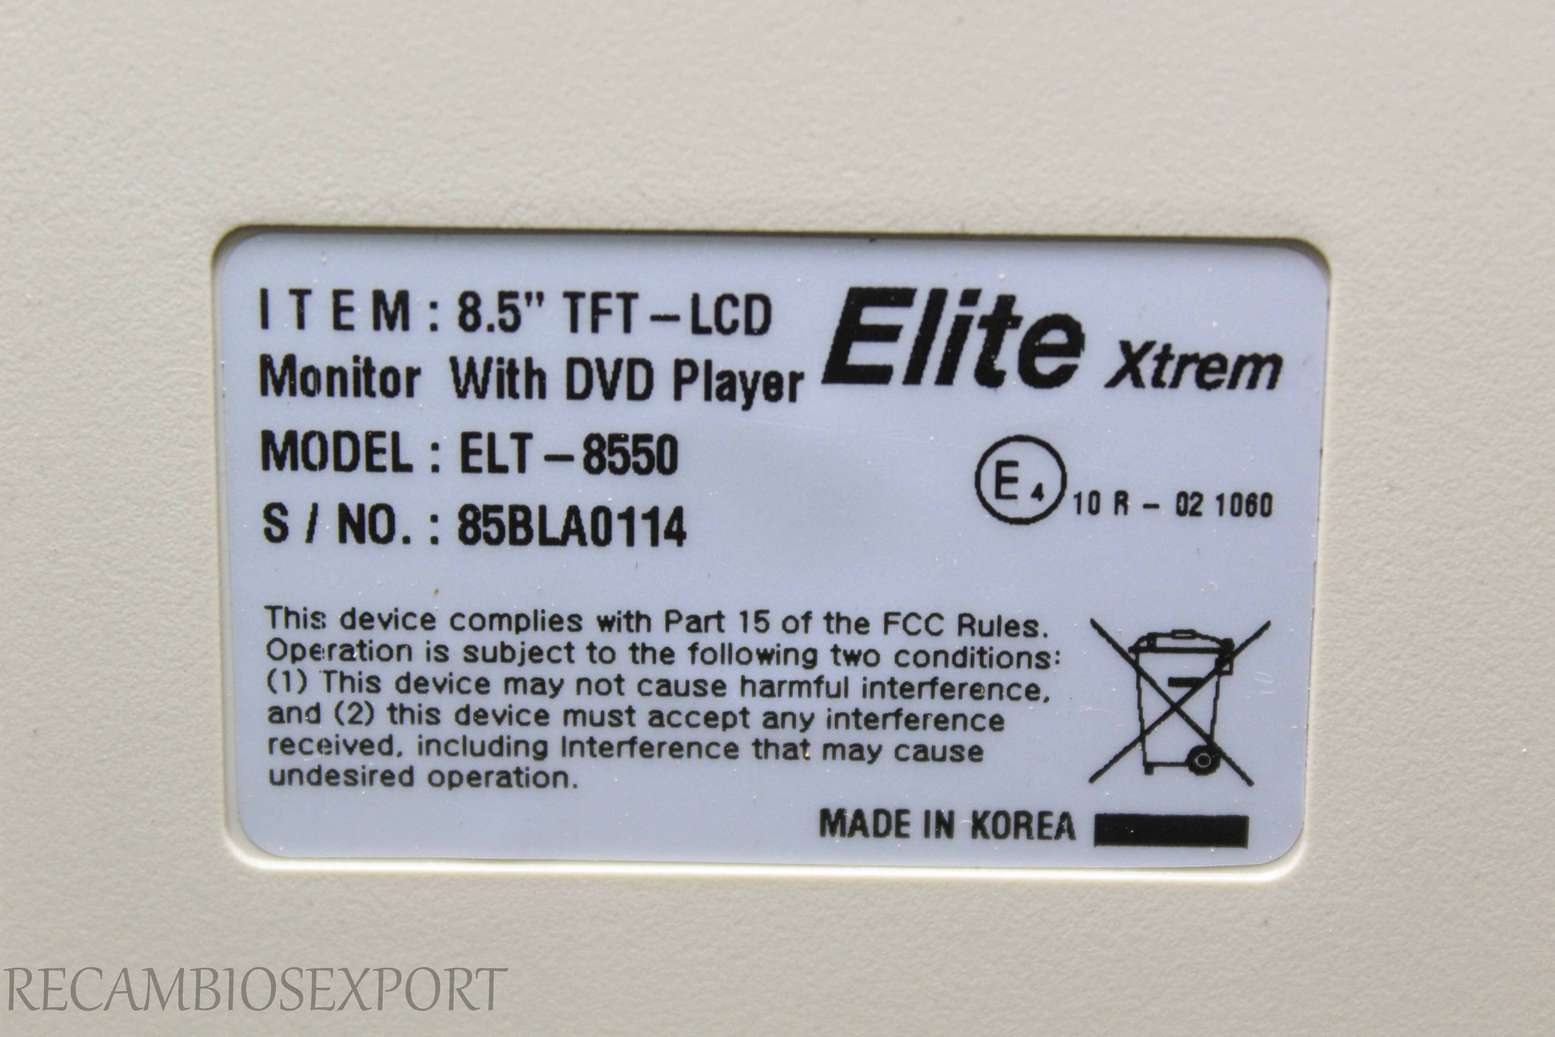 ITEM : 8.5" TFT-LCD
Monitor With DVD Player
Elite Xtrem
MODEL : ELT-8550
S / NO. : 85BLA0114
E4 10 R - 02 1060
This device complies with Part 15 of the FCC Rules.
Operation is subject to the following two conditions:
(1) This device may not cause harmful interference,
and (2) this device must accept any interference
received, including Interference that may cause
undesired operation.
MADE IN KOREA
RECAMBIOSEXPORT